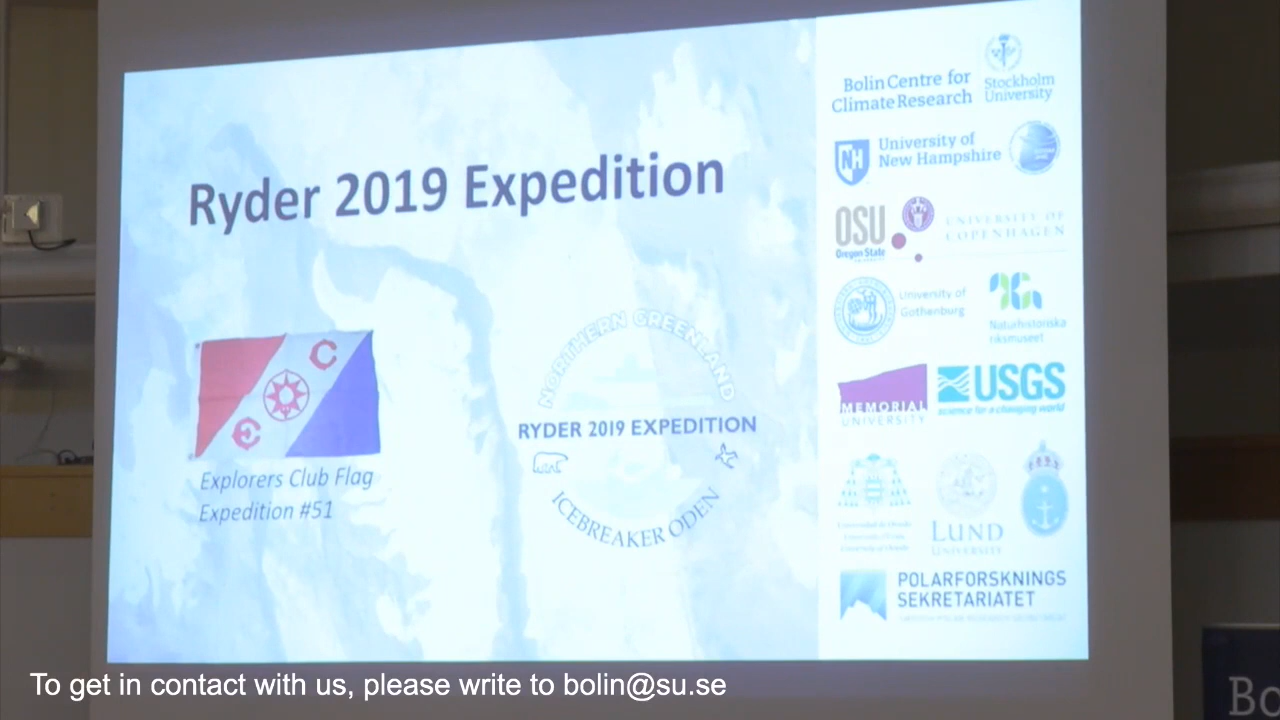 Ryder 2019 Expedition
Explorers Club Flag
Expedition #51
NORTHERN GREENLAND
RYDER 2019 EXPEDITION
ICEBREAKER ODEN
Bolin Centre for
Climate Research
Stockholm
University
NH
University of
New Hampshire
OSU
Oregon State
UNIVERSITY
UNIVERSITY OF
COPENHAGEN
University of
Gothenburg
Naturhistoriska
riksmuseet
MEMORIAL
UNIVERSITY
USGS
science for a changing world
LUND
UNIVERSITY
POLARFORSKNINGS
SEKRETARIATET
To get in contact with us, please write to bolin@su.se